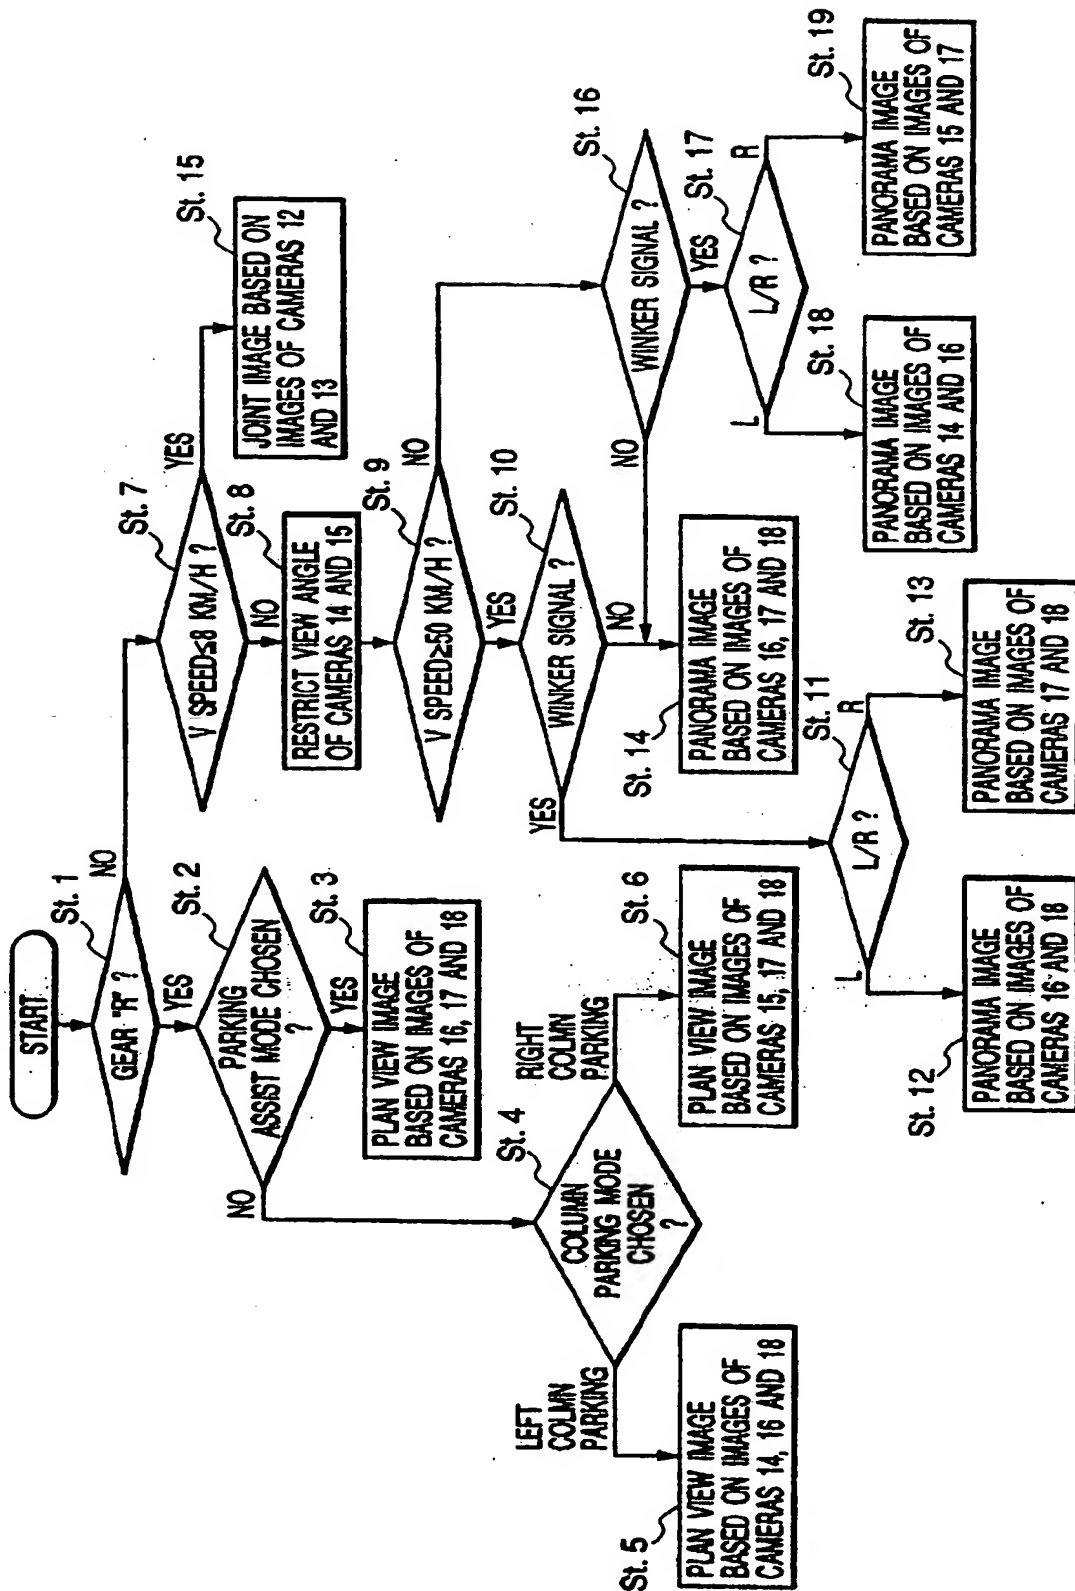 START
St. 1
GEAR "R" ?
NO
YES
St. 2
PARKING
ASSIST MODE CHOSEN
?
NO
YES
St. 3
PLAN VIEW IMAGE
BASED ON IMAGES OF
CAMERAS 16, 17 AND 18
St. 4
COLUMN
PARKING MODE
CHOSEN
?
LEFT
COLMN
PARKING
RIGHT
COLMN
PARKING
St. 5
PLAN VIEW IMAGE
BASED ON IMAGES OF
CAMERAS 14, 16 AND 18
St. 6
PLAN VIEW IMAGE
BASED ON IMAGES OF
CAMERAS 15, 17 AND 18
St. 7
V SPEED≤8 KM/H ?
YES
NO
St. 15
JOINT IMAGE BASED ON
IMAGES OF CAMERAS 12
AND 13
St. 8
RESTRICT VIEW ANGLE
OF CAMERAS 14 AND 15
St. 9
V SPEED≥50 KM/H ?
NO
YES
St. 10
WINKER SIGNAL ?
YES
NO
St. 14
PANORAMA IMAGE
BASED ON IMAGES OF
CAMERAS 16, 17 AND 18
St. 11
L/R ?
L
R
St. 12
PANORAMA IMAGE
BASED ON IMAGES OF
CAMERAS 16 AND 18
St. 13
PANORAMA IMAGE
BASED ON IMAGES OF
CAMERAS 17 AND 18
St. 16
WINKER SIGNAL ?
NO
YES
St. 17
L/R ?
L
R
St. 18
PANORAMA IMAGE
BASED ON IMAGES OF
CAMERAS 14 AND 16
St. 19
PANORAMA IMAGE
BASED ON IMAGES OF
CAMERAS 15 AND 17